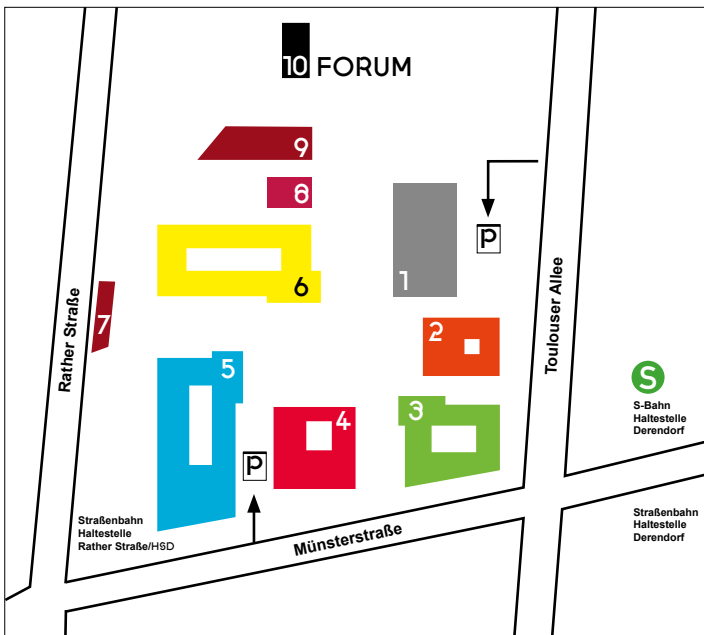 10 FORUM
9
8
6
1
P
7
Rather Straße
2
Toulouser Allee
5
3
4
S
S-Bahn
Haltestelle
Derendorf
P
Straßenbahn
Haltestelle
Rather Straße/HSD
Münsterstraße
Straßenbahn
Haltestelle
Derendorf